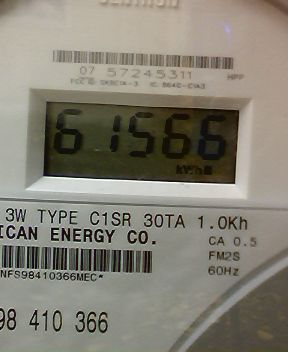 07 57245311 HPP
61566
kWh
3W TYPE C1SR 30TA 1.0Kh
ICAN ENERGY CO.
CA 0.5
FM2S
NFS98410366MEC*
60Hz
98 410 366